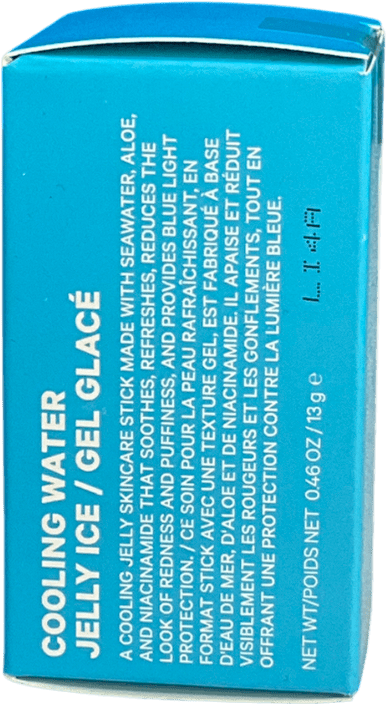 COOLING WATER
JELLY ICE / GEL GLACÉ
A COOLING JELLY SKINCARE STICK MADE WITH SEAWATER, ALOE,
AND NIACINAMIDE THAT SOOTHES, REFRESHES, REDUCES THE
LOOK OF REDNESS AND PUFFINESS, AND PROVIDES BLUE LIGHT
PROTECTION. / CE SOIN POUR LA PEAU RAFRAÎCHISSANT, EN
FORMAT STICK AVEC UNE TEXTURE GEL, EST FABRIQUÉ À BASE
D'EAU DE MER, D'ALOE ET DE NIACINAMIDE. IL APAISE ET RÉDUIT
VISIBLEMENT LES ROUGEURS ET LES GONFLEMENTS, TOUT EN
OFFRANT UNE PROTECTION CONTRE LA LUMIÈRE BLEUE.
NET WT/POIDS NET 0.46 OZ / 13 g e